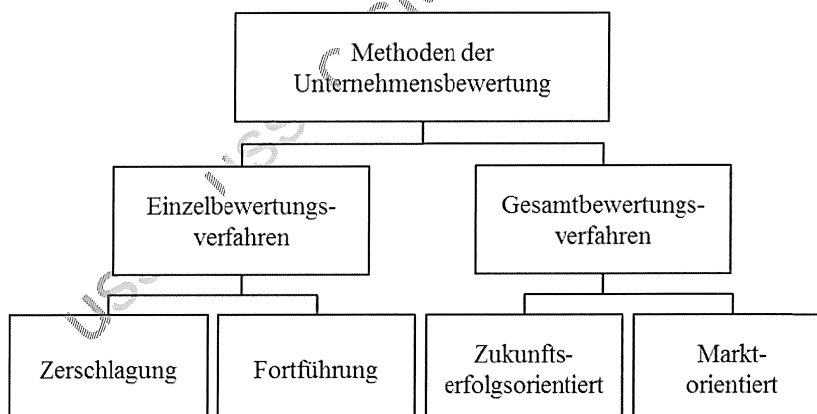 Methoden der
Unternehmensbewertung
Einzelbewertungs-
verfahren
Gesamtbewertungs-
verfahren
Zerschlagung
Fortführung
Zukunfts-
erfolgsorientiert
Markt-
orientiert